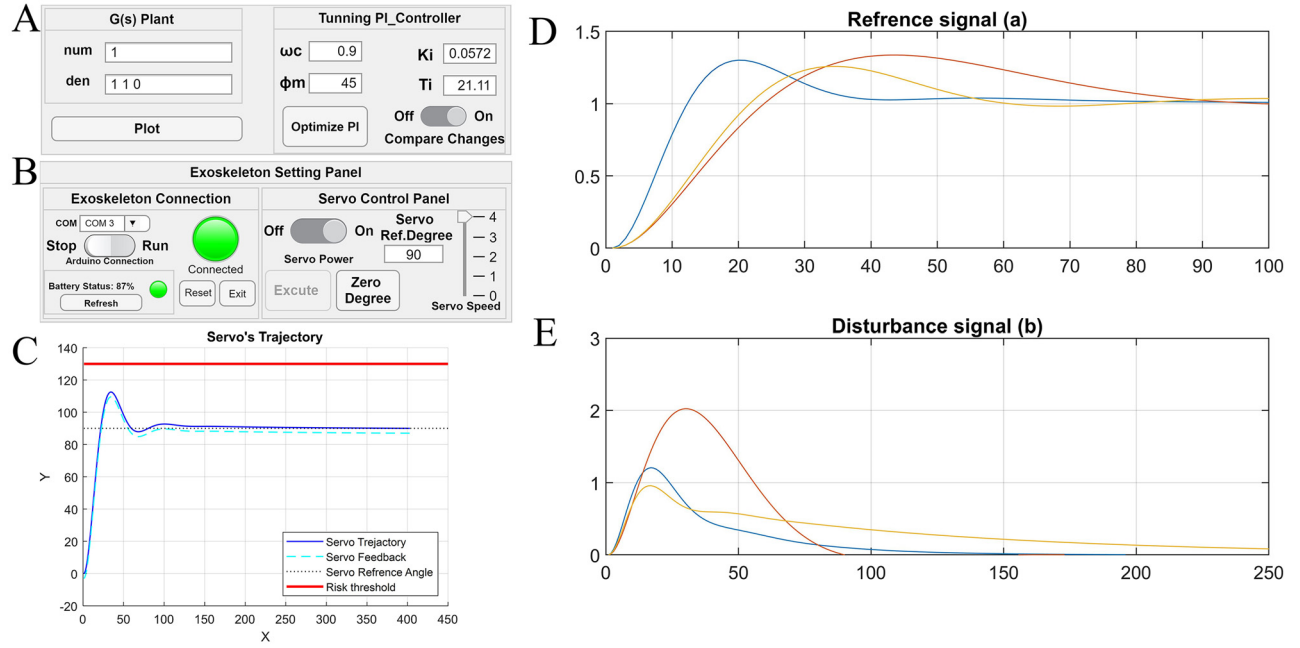 A
G(s) Plant
num 1
den 1 1 0
Plot
Tunning PI_Controller
ωc 0.9
Ki 0.0572
ϕm 45
Ti 21.11
Optimize PI
Off On
Compare Changes
B
Exoskeleton Setting Panel
Exoskeleton Connection
COM COM 3 ▼
Stop Run
Arduino Connection
Connected
Battery Status: 87%
Refresh
Reset
Exit
Servo Control Panel
Off On
Servo Power
Servo
Ref.Degree
90
Excute
Zero
Degree
4
3
2
1
0
Servo Speed
C
Servo's Trajectory
140
120
100
80
60
40
20
0
-20
Y
0 50 100 150 200 250 300 350 400 450
X
Servo Trejactory
Servo Feedback
Servo Refrence Angle
Risk threshold
D
Refrence signal (a)
1.5
1
0.5
0
0 10 20 30 40 50 60 70 80 90 100
E
Disturbance signal (b)
3
2
1
0
0 50 100 150 200 250